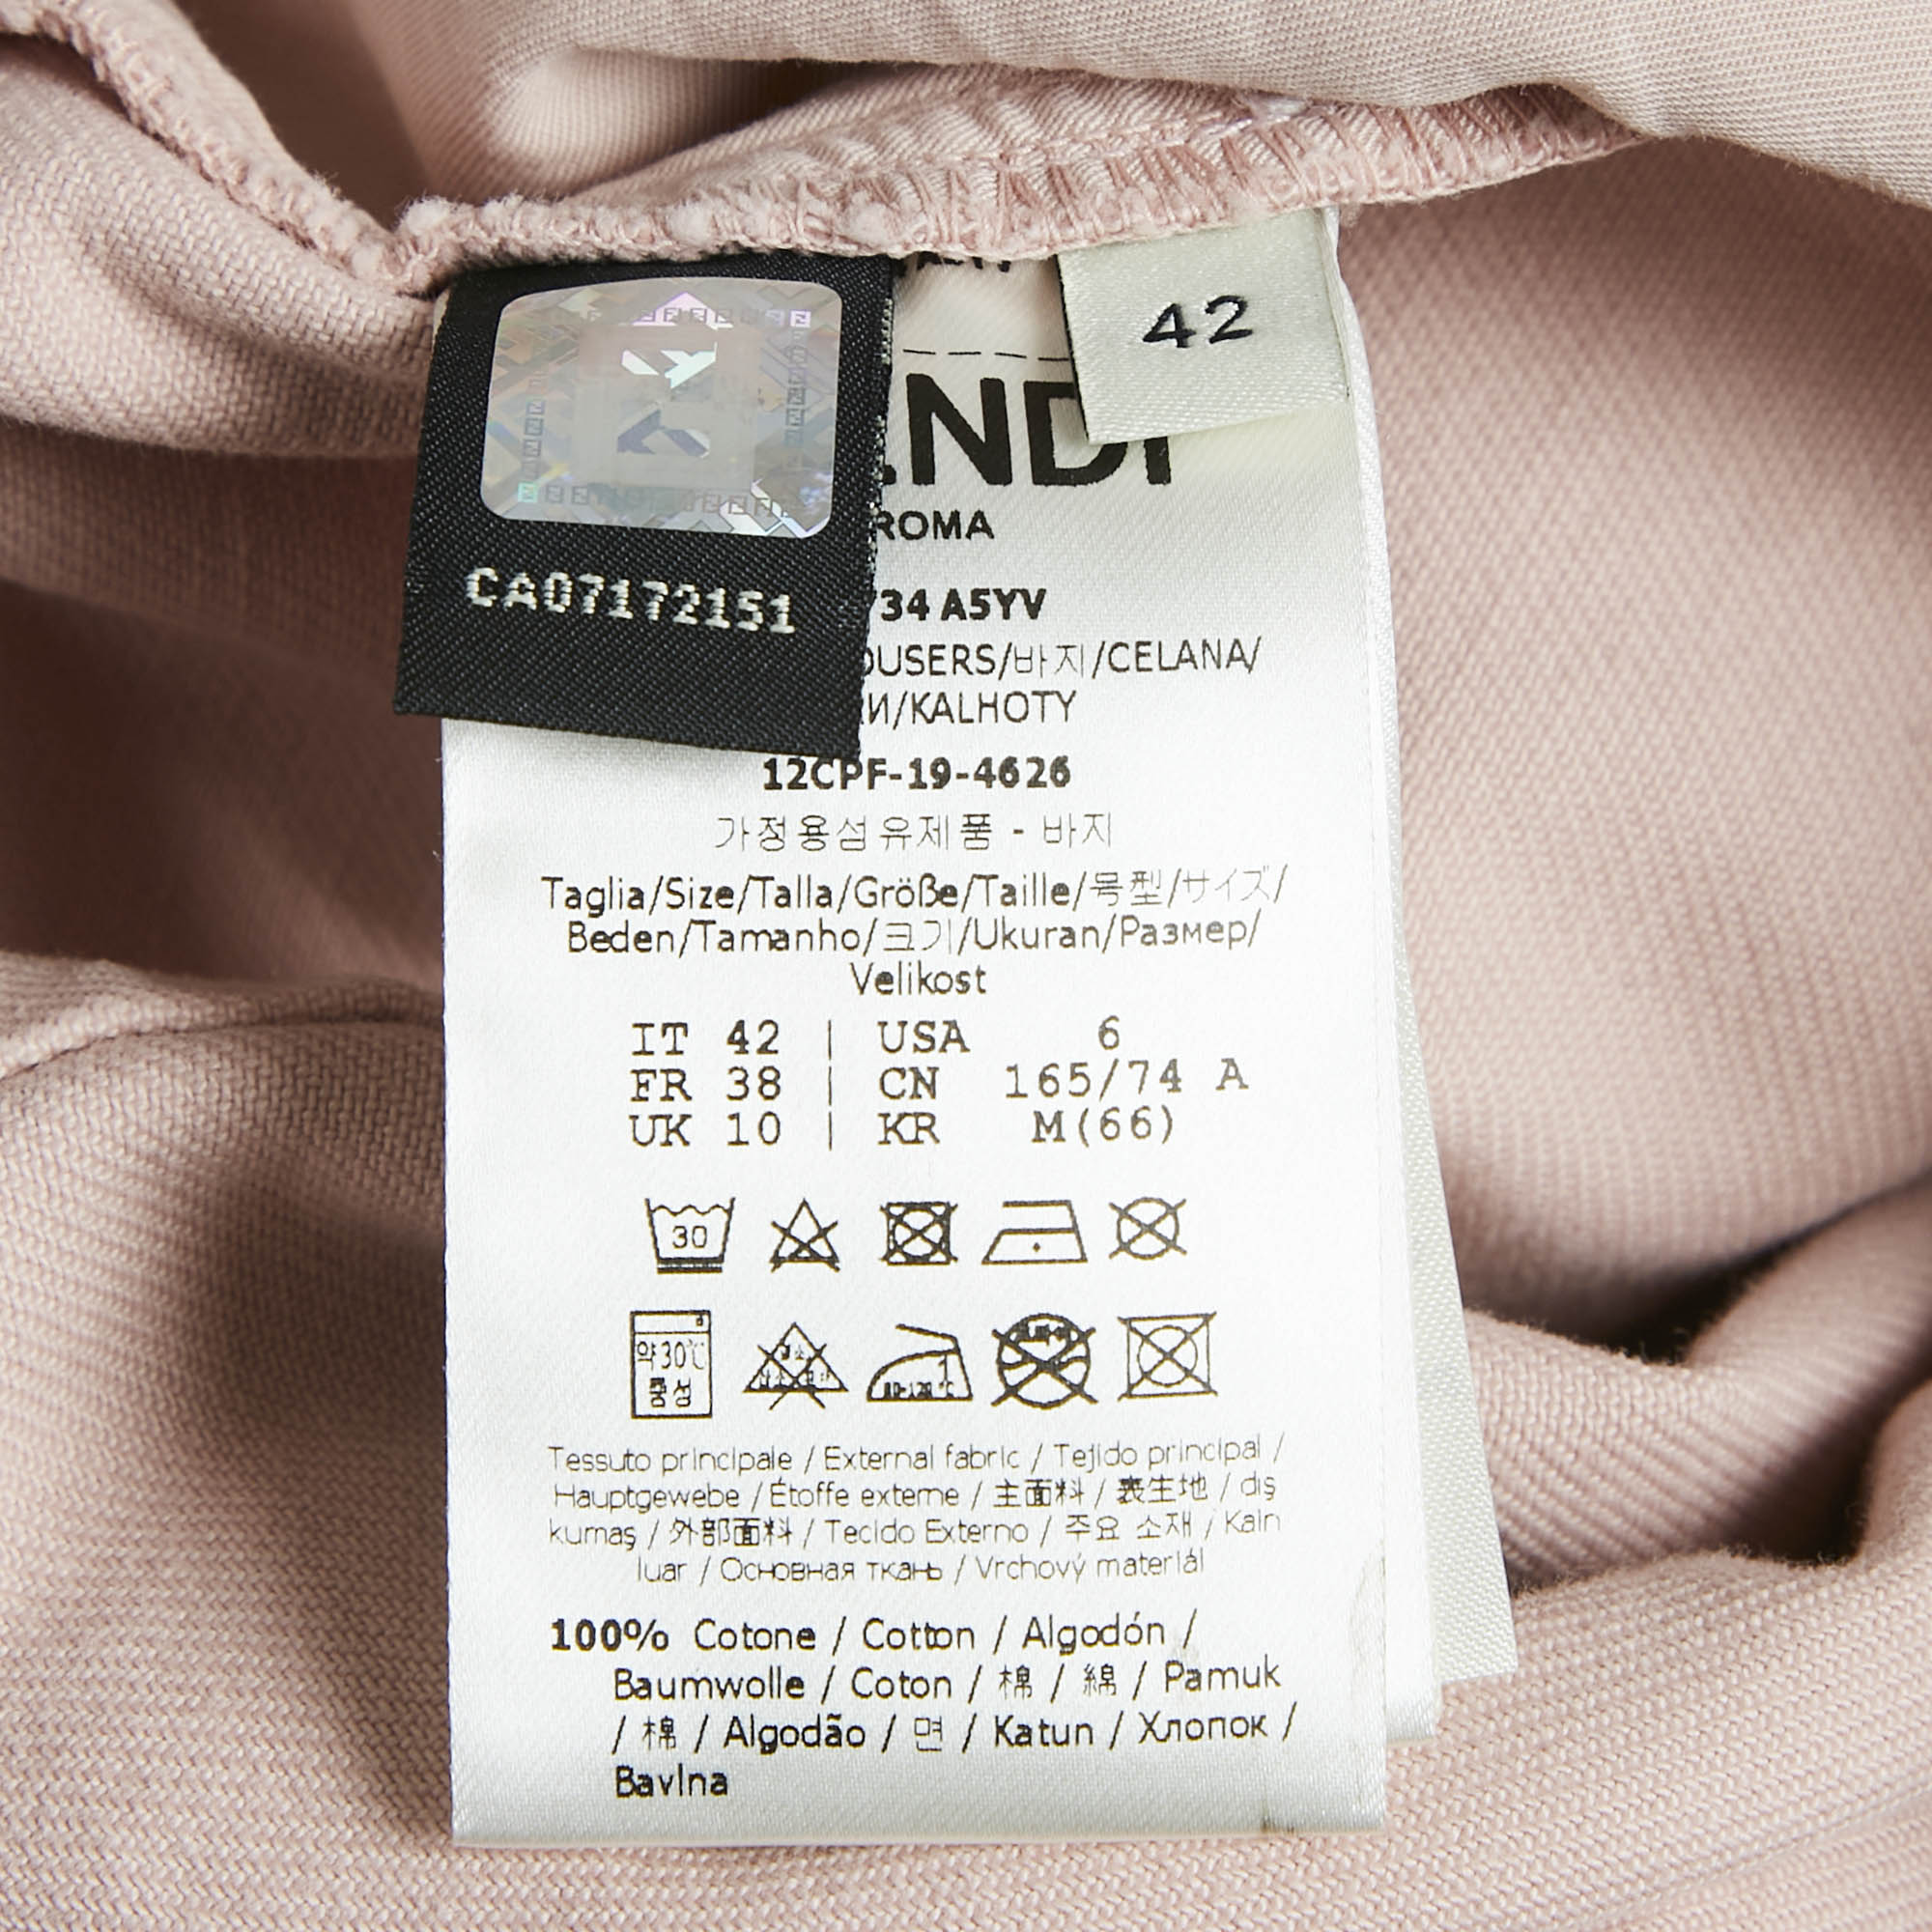 42
ROMA
CA07172151
734 A5YV
/바지/CELANA/
/KALHOTY
12CPF-19-4626
가정용섬유제품 - 바지
Taglia/Size/Talla/Größe/Taille/号型/サイズ/
Beden/Tamanho/크기/Ukuran/Размер/
Velikost
IT 42 | USA 6
FR 38 | CN 165/74 A
UK 10 | KR M(66)
30
약30℃
중성
80-120℃
Tessuto principale / External fabric / Tejido principal /
Hauptgewebe / Étoffe externe / 主面料 / 表生地 / dış
kumaş / 外部面料 / Tecido Externo / 주요 소재 / Kain
luar / Основная ткань / Vrchový materiál
100% Cotone / Cotton / Algodón /
Baumwolle / Coton / 棉 / 綿 / Pamuk
/ 棉 / Algodão / 면 / Katun / Хлопок /
Bavlna